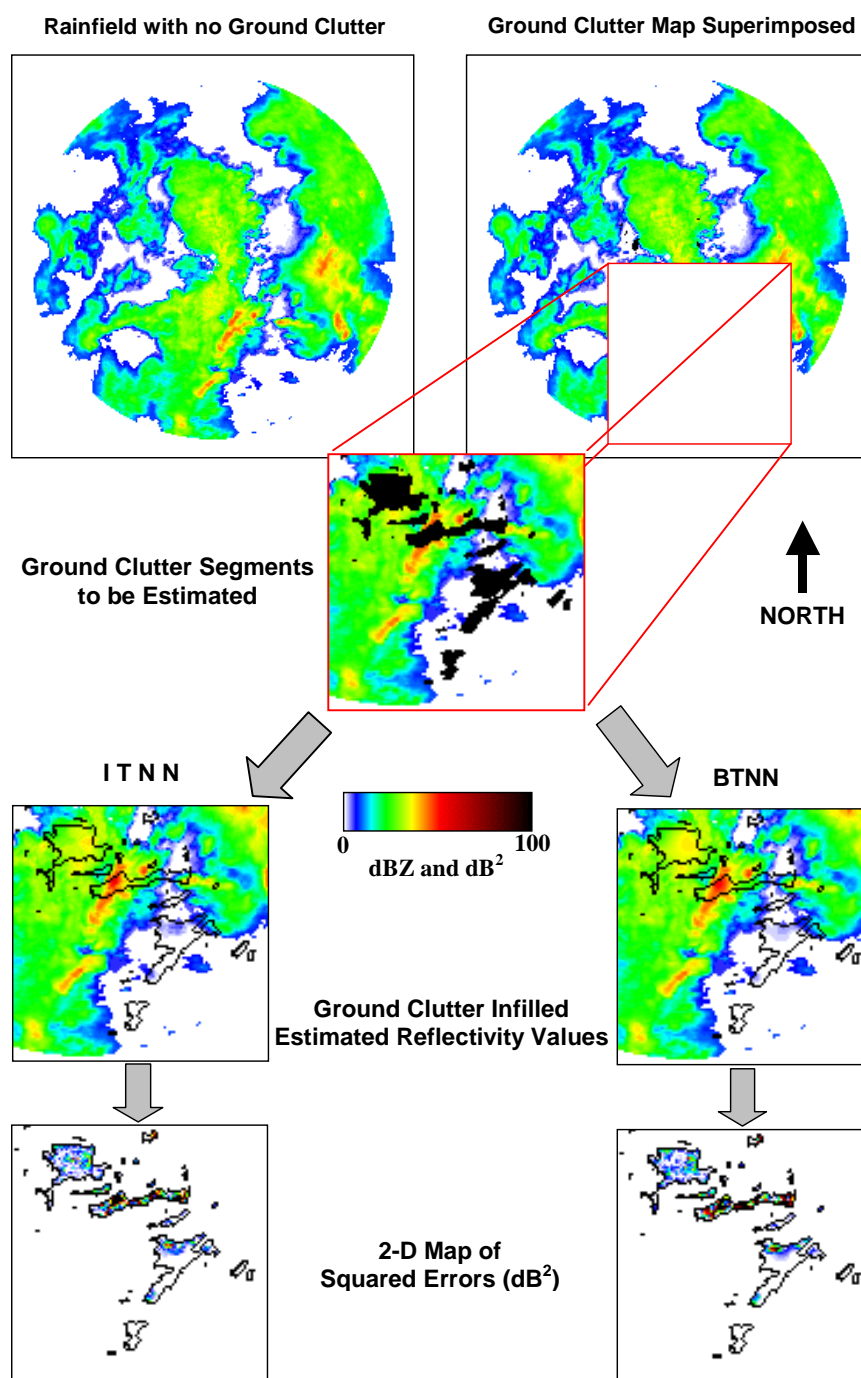 Rainfield with no Ground Clutter
Ground Clutter Map Superimposed
Ground Clutter Segments
to be Estimated
NORTH
I T N N
BTNN
0
100
dBZ and dB²
Ground Clutter Infilled
Estimated Reflectivity Values
2-D Map of
Squared Errors (dB²)